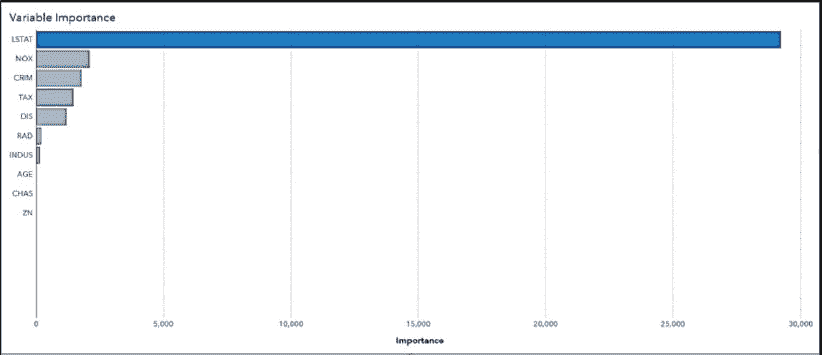 Variable Importance
LSTAT
NOX
CRIM
TAX
DIS
RAD
INDUS
AGE
CHAS
ZN
0 5,000 10,000 15,000 20,000 25,000 30,000
Importance